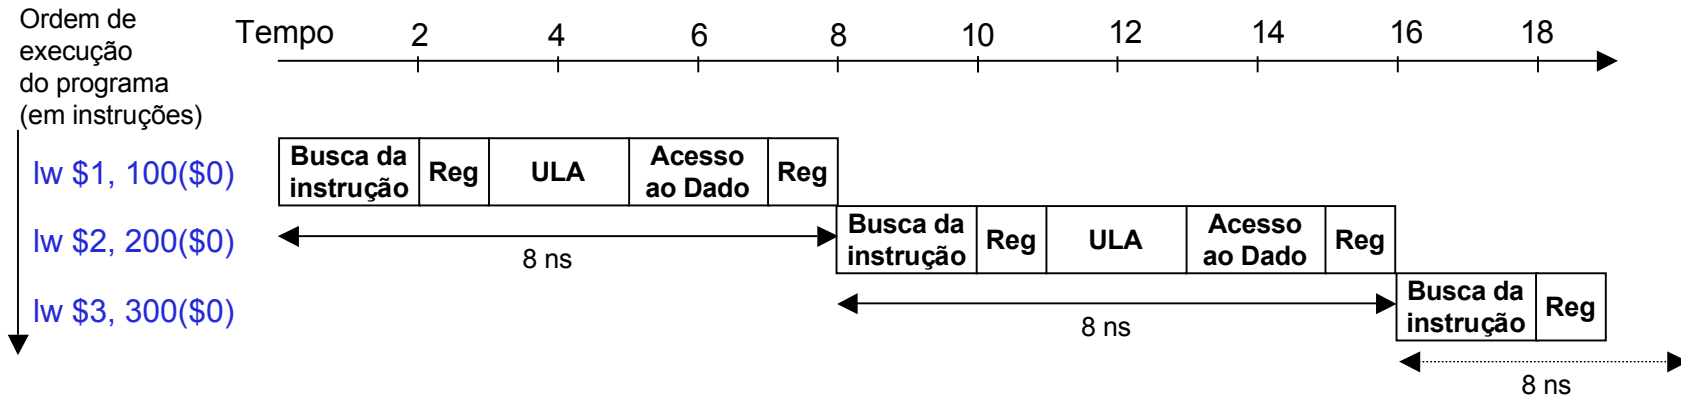 Ordem de
execução
do programa
(em instruções)
Tempo 2 4 6 8 10 12 14 16 18
lw $1, 100($0)
Busca da
instrução
Reg
ULA
Acesso
ao Dado
Reg
lw $2, 200($0)
8 ns
Busca da
instrução
Reg
ULA
Acesso
ao Dado
Reg
lw $3, 300($0)
8 ns
Busca da
instrução
Reg
8 ns